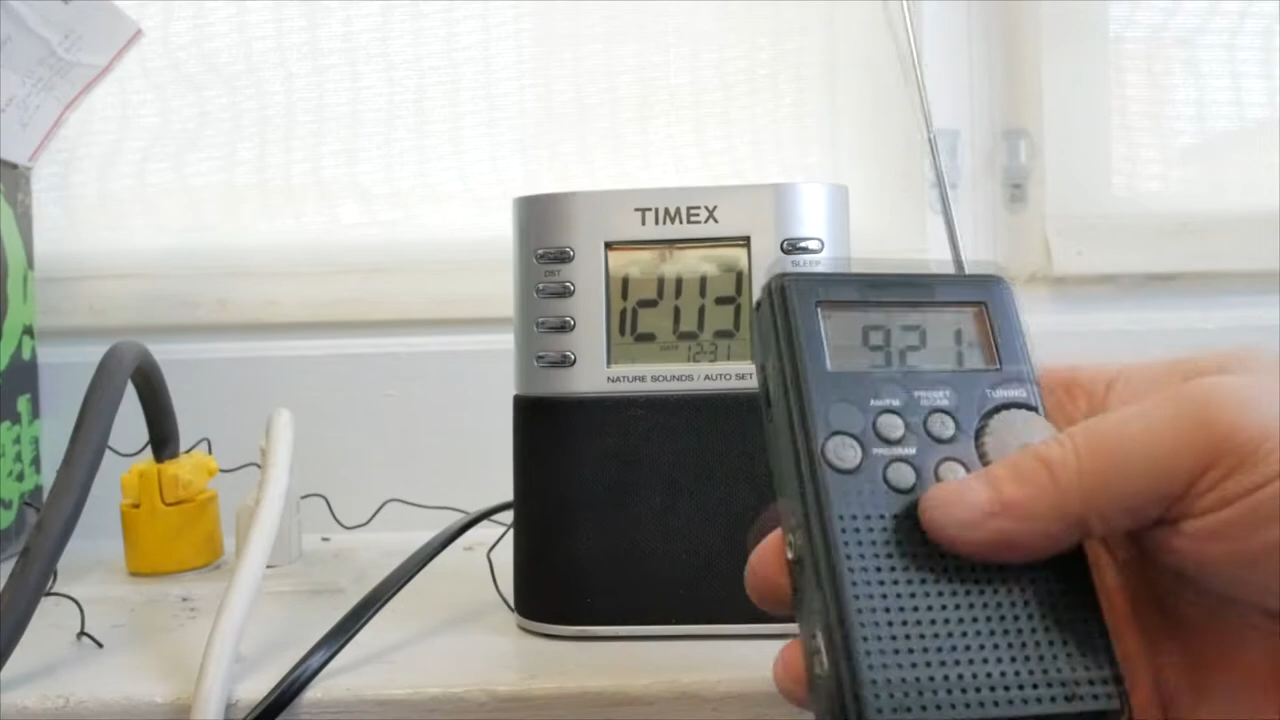 TIMEX
SLEEP
DST
12:03
DATE 12:31
NATURE SOUNDS / AUTO SET
92.1
AM/FM
PRESET
TUNING
PROGRAM